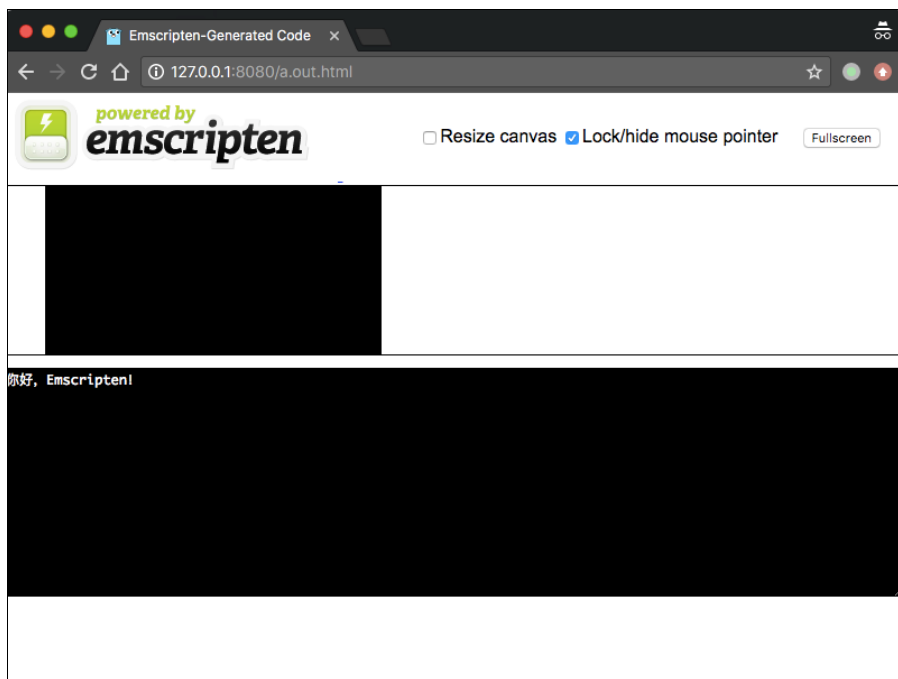 Emscripten-Generated Code
127.0.0.1:8080/a.out.html
powered by
emscripten
Resize canvas
Lock/hide mouse pointer
Fullscreen
你好，Emscripten!